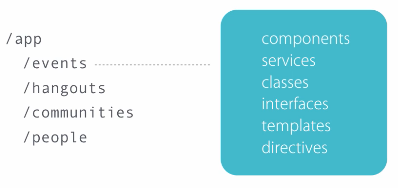 /app
/events
/hangouts
/communities
/people
components
services
classes
interfaces
templates
directives